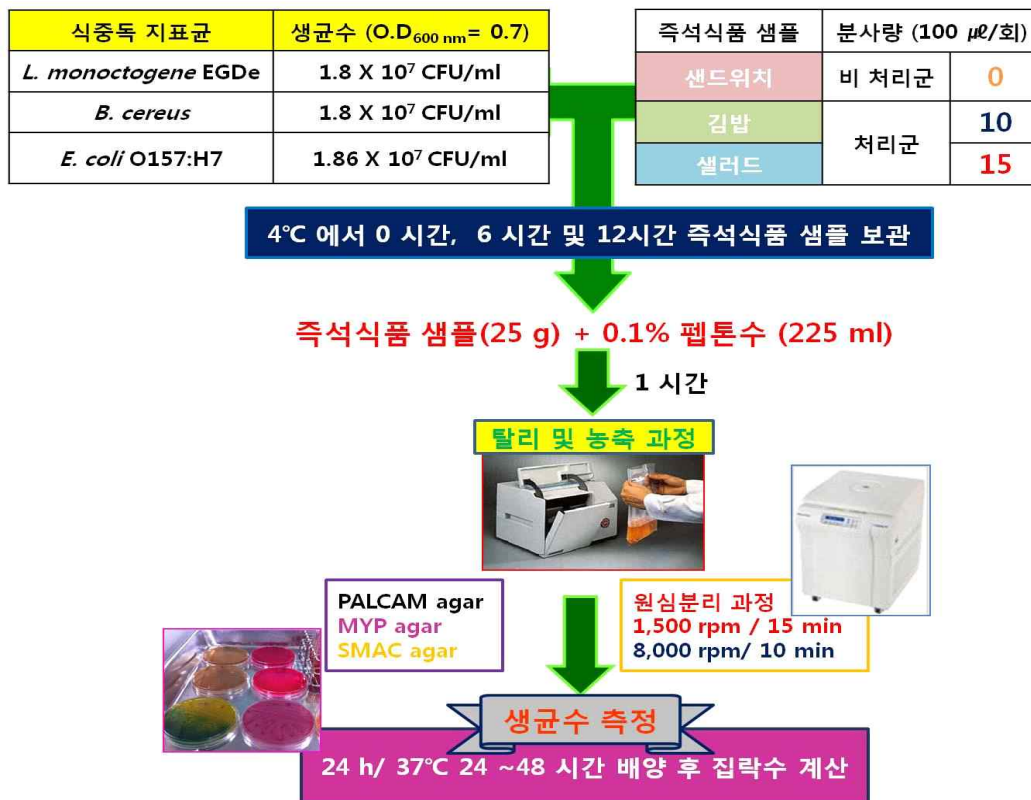 식중독 지표균 생균수 (O.D600 nm= 0.7)
L. monoctogene EGDe 1.8 X 10⁷ CFU/ml
B. cereus 1.8 X 10⁷ CFU/ml
E. coli O157:H7 1.86 X 10⁷ CFU/ml
즉석식품 샘플 분사량 (100 ㎕/회)
샌드위치 비 처리군 0
김밥 처리군 10
샐러드 15
4℃ 에서 0 시간, 6 시간 및 12시간 즉석식품 샘플 보관
즉석식품 샘플(25 g) + 0.1% 펩톤수 (225 ml)
1 시간
탈리 및 농축 과정
PALCAM agar
MYP agar
SMAC agar
원심분리 과정
1,500 rpm / 15 min
8,000 rpm/ 10 min
생균수 측정
24 h/ 37℃ 24 ~48 시간 배양 후 집락수 계산